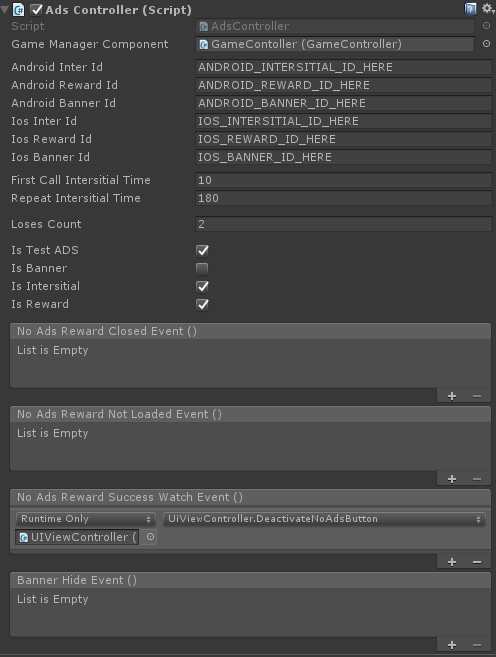 Ads Controller (Script)
Script AdsController
Game Manager Component GameContoller (GameController)
Android Inter Id ANDROID_INTERSITIAL_ID_HERE
Android Reward Id ANDROID_REWARD_ID_HERE
Android Banner Id ANDROID_BANNER_ID_HERE
Ios Inter Id IOS_INTERSITIAL_ID_HERE
Ios Reward Id IOS_REWARD_ID_HERE
Ios Banner Id IOS_BANNER_ID_HERE
First Call Intersitial Time 10
Repeat Intersitial Time 180
Loses Count 2
Is Test ADS
Is Banner
Is Intersitial
Is Reward
No Ads Reward Closed Event ()
List is Empty
No Ads Reward Not Loaded Event ()
List is Empty
No Ads Reward Success Watch Event ()
Runtime Only UiViewController.DeactivateNoAdsButton
UIViewController (
Banner Hide Event ()
List is Empty